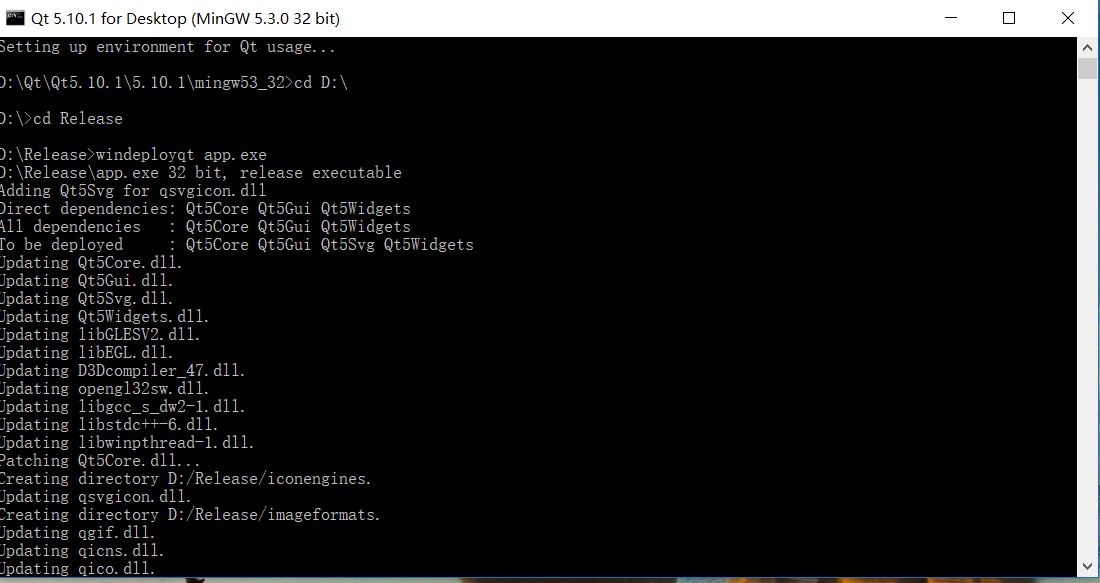 Qt 5.10.1 for Desktop (MinGW 5.3.0 32 bit)
Setting up environment for Qt usage...
D:\Qt\Qt5.10.1\5.10.1\mingw53_32>cd D:\
D:\>cd Release
D:\Release>windeployqt app.exe
D:\Release\app.exe 32 bit, release executable
Adding Qt5Svg for qsvgicon.dll
Direct dependencies: Qt5Core Qt5Gui Qt5Widgets
All dependencies   : Qt5Core Qt5Gui Qt5Widgets
To be deployed     : Qt5Core Qt5Gui Qt5Svg Qt5Widgets
Updating Qt5Core.dll.
Updating Qt5Gui.dll.
Updating Qt5Svg.dll.
Updating Qt5Widgets.dll.
Updating libGLESV2.dll.
Updating libEGL.dll.
Updating D3Dcompiler_47.dll.
Updating opengl32sw.dll.
Updating libgcc_s_dw2-1.dll.
Updating libstdc++-6.dll.
Updating libwinpthread-1.dll.
Patching Qt5Core.dll...
Creating directory D:/Release/iconengines.
Updating qsvgicon.dll.
Creating directory D:/Release/imageformats.
Updating qgif.dll.
Updating qicns.dll.
Updating qico.dll.